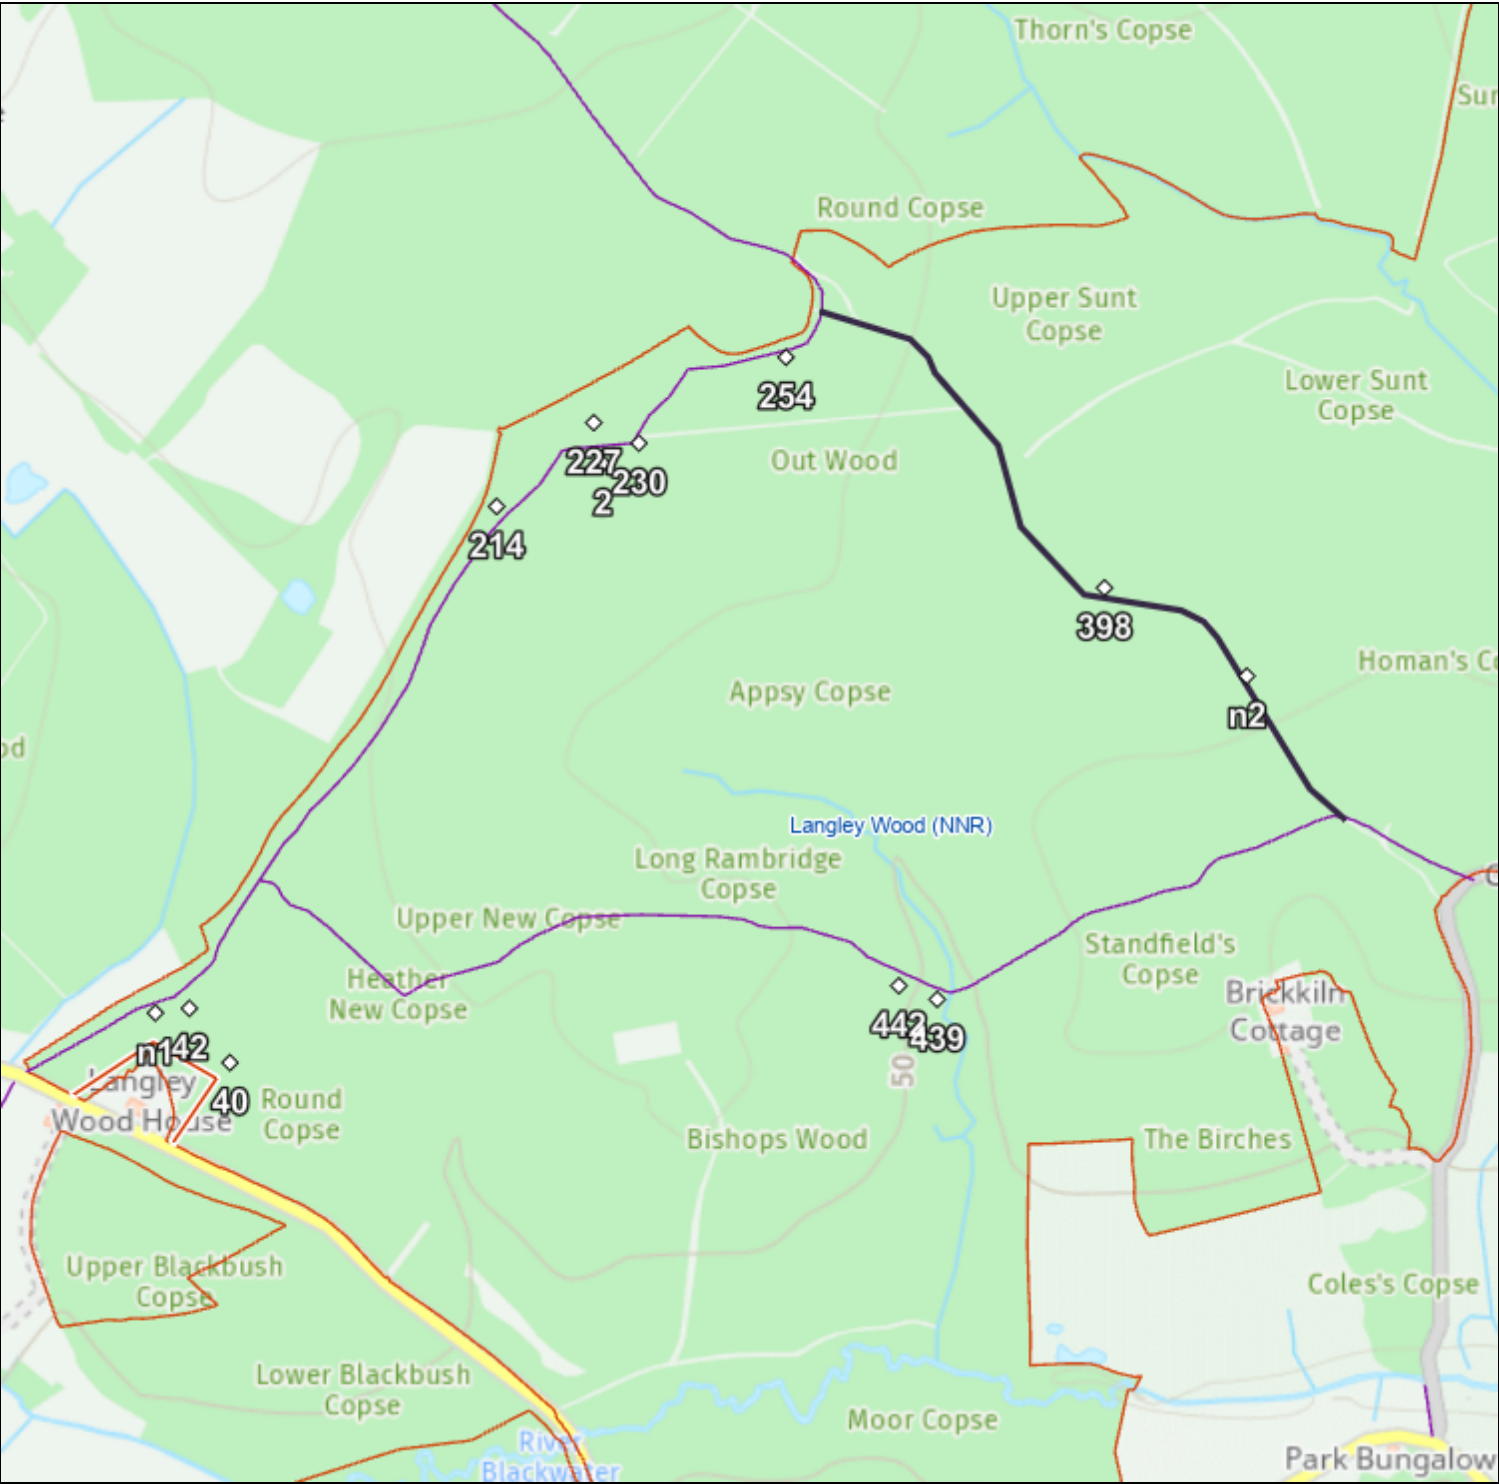 Thorn's Copse
Sur
Round Copse
Upper Sunt
Copse
Lower Sunt
Copse
254
227
230
2
Out Wood
214
398
Homan's Co
Appsy Copse
n2
od
Langley Wood (NNR)
Long Rambridge
Copse
Upper New Copse
Standfield's
Copse
Heather
New Copse
Brickkiln
Cottage
442
439
n1
42
50
Langley
Wood House
40
Round
Copse
Bishops Wood
The Birches
Upper Blackbush
Copse
Coles's Copse
Lower Blackbush
Copse
Moor Copse
River
Blackwater
Park Bungalow